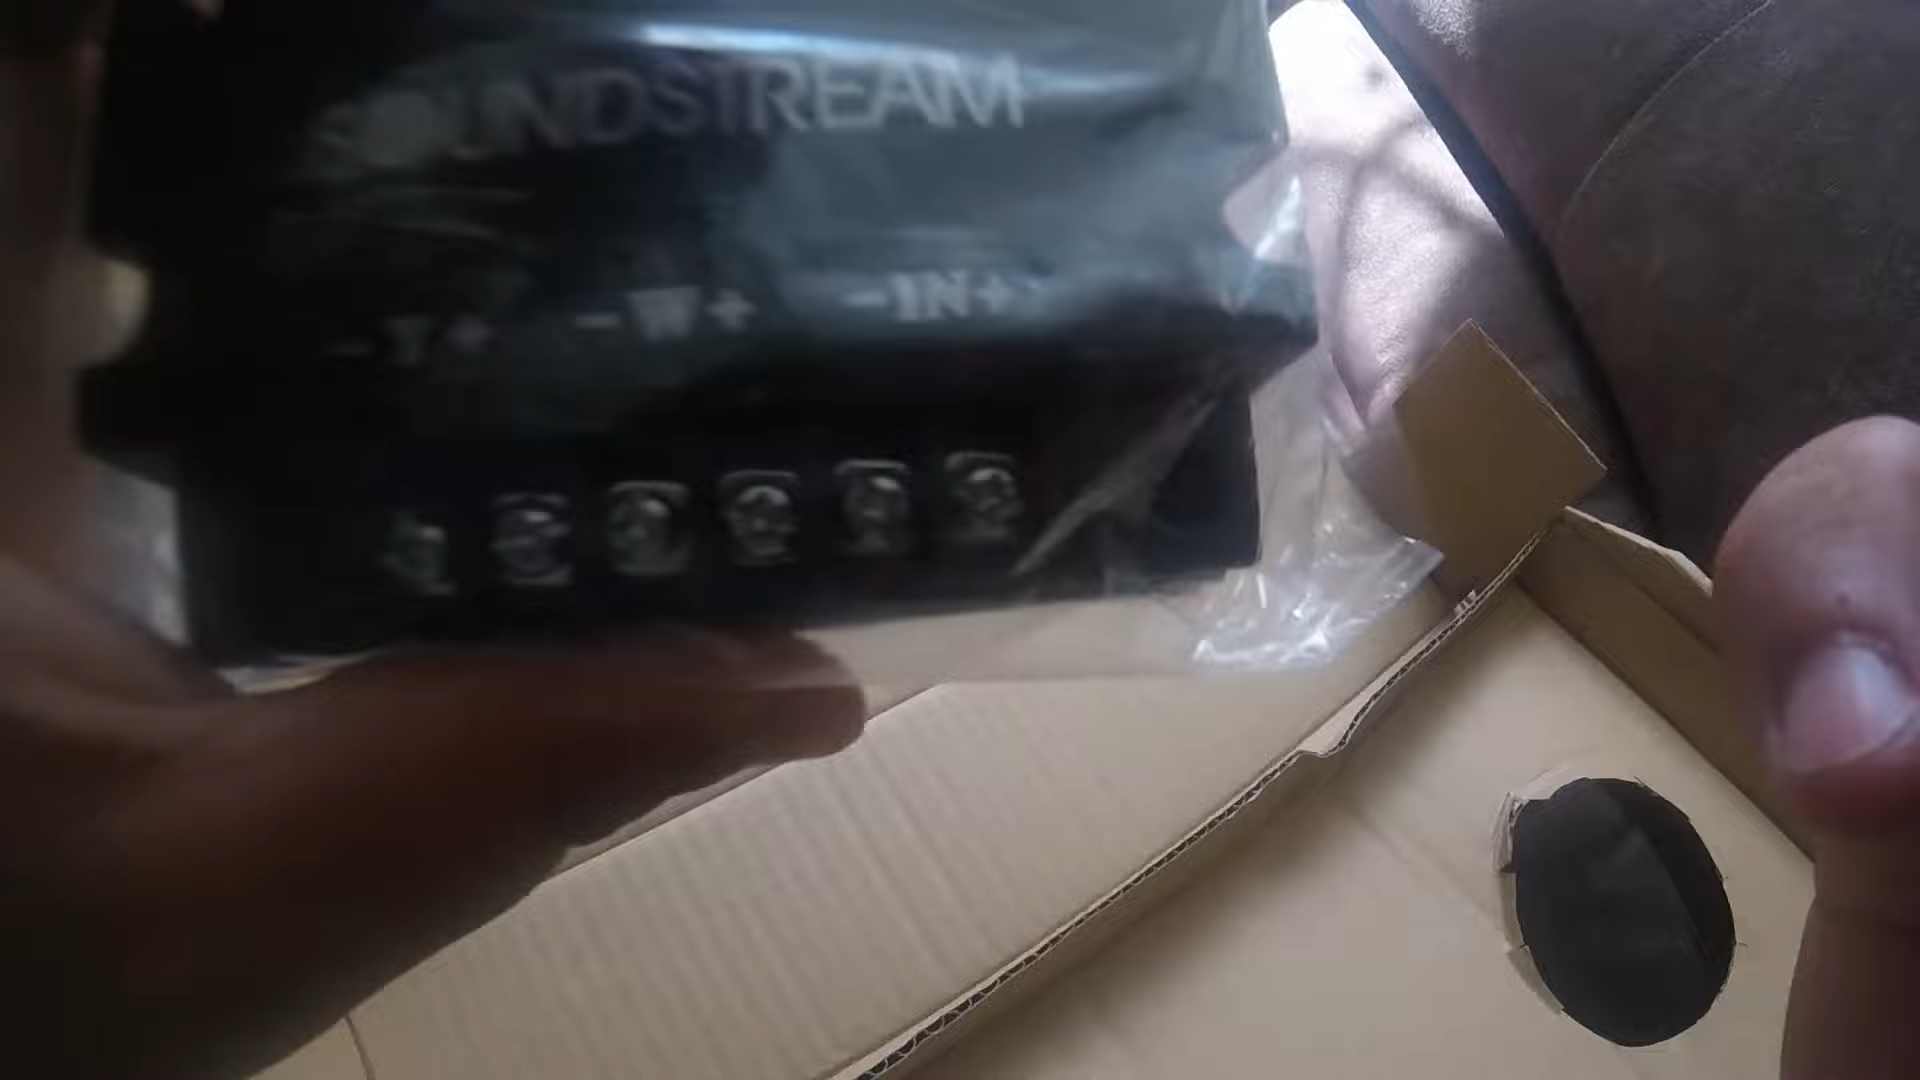 SOUNDSTREAM
- T + - W + - IN +